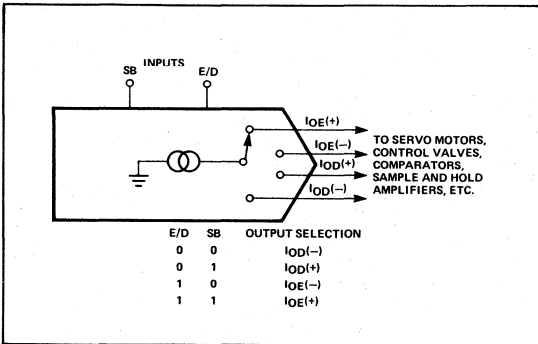 INPUTS
SB E/D
IOE(+)
IOE(−)
IOD(+)
IOD(−)
TO SERVO MOTORS,
CONTROL VALVES,
COMPARATORS,
SAMPLE AND HOLD
AMPLIFIERS, ETC.
E/D SB OUTPUT SELECTION
0 0 IOD(−)
0 1 IOD(+)
1 0 IOE(−)
1 1 IOE(+)